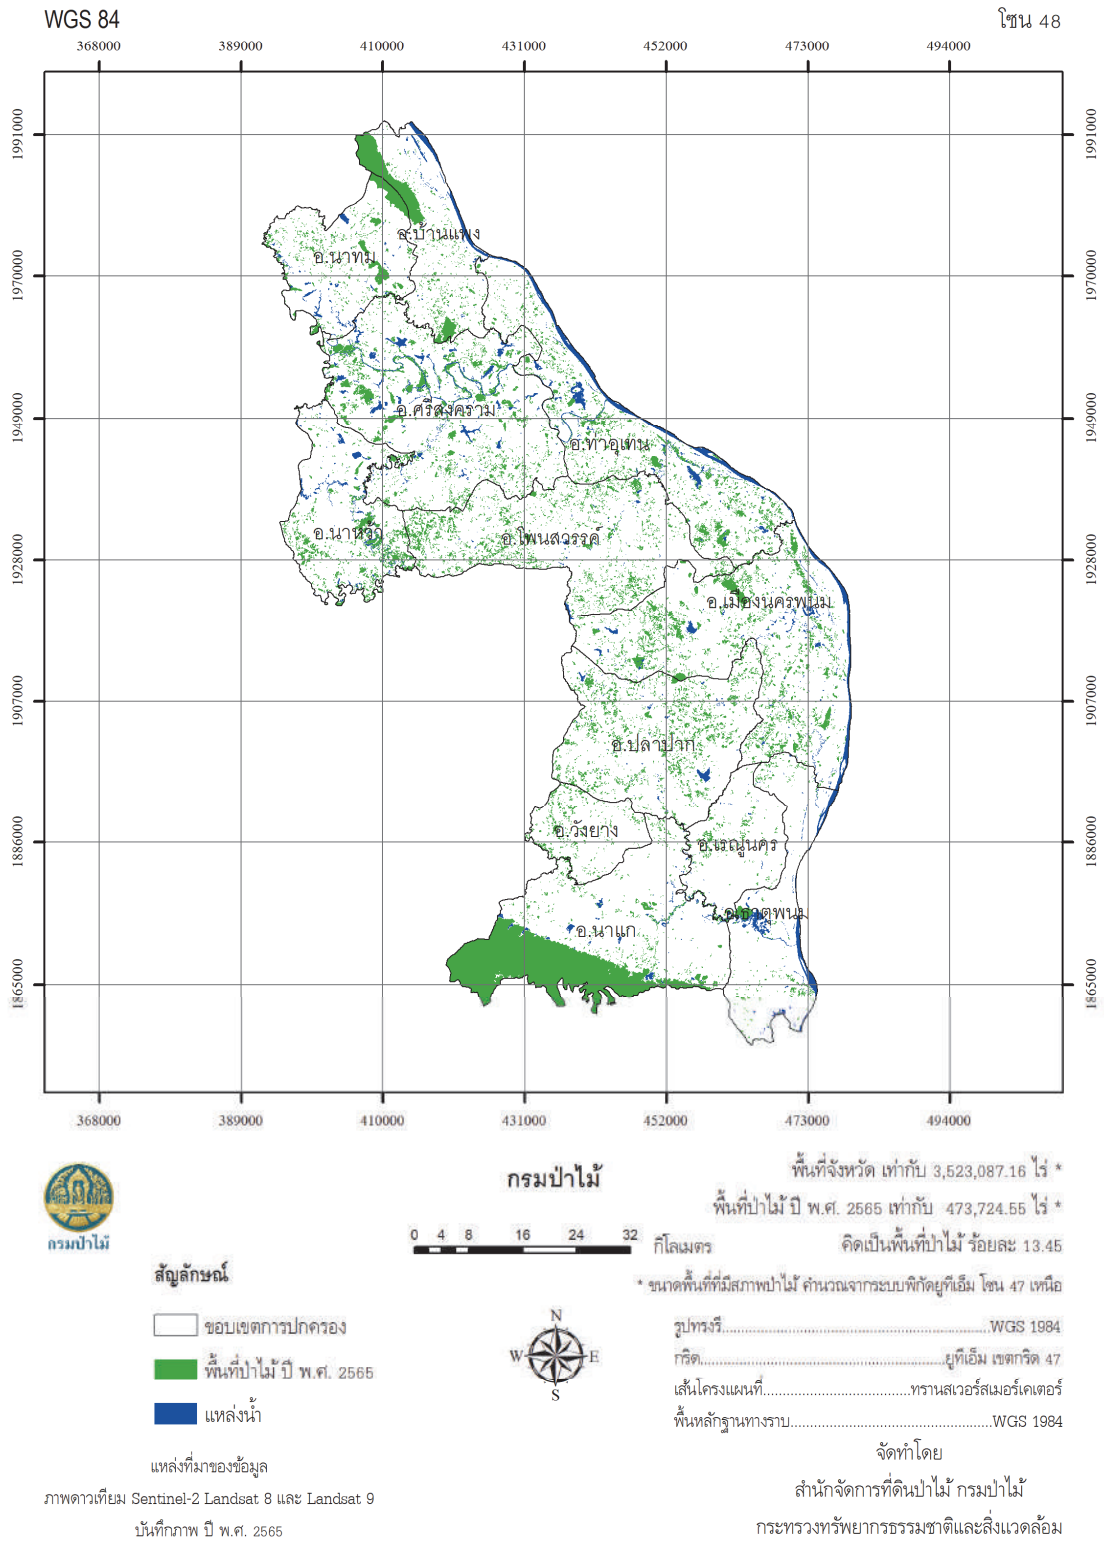 WGS 84
โซน 48
368000 389000 410000 431000 452000 473000 494000
1991000 1991000
อ.บ้านแพง
อ.นาทม
1970000 1970000
อ.ศรีสงคราม
1949000 1949000
อ.ท่าอุเทน
อ.นาหว้า
อ.โพนสวรรค์
1928000 1928000
อ.เมืองนครพนม
1907000 1907000
อ.ปลาปาก
อ.วังยาง
1886000 1886000
อ.เรณูนคร
อ.ธาตุพนม
อ.นาแก
1865000 1865000
368000 389000 410000 431000 452000 473000 494000
กรมป่าไม้
กรมป่าไม้
พื้นที่จังหวัด เท่ากับ 3,523,087.16 ไร่ *
พื้นที่ป่าไม้ ปี พ.ศ. 2565 เท่ากับ 473,724.55 ไร่ *
0 4 8 16 24 32
กิโลเมตร
คิดเป็นพื้นที่ป่าไม้ ร้อยละ 13.45
* ขนาดพื้นที่ที่มีสภาพป่าไม้ คำนวณจากระบบพิกัดยูทีเอ็ม โซน 47 เหนือ
สัญลักษณ์
ขอบเขตการปกครอง
พื้นที่ป่าไม้ ปี พ.ศ. 2565
แหล่งน้ำ
N
W E
S
รูปทรงรี..........................................................WGS 1984
กริด.....................................................ยูทีเอ็ม เขตกริด 47
เส้นโครงแผนที่....................................ทรานสเวอร์สเมอร์เคเตอร์
พื้นหลักฐานทางราบ.................................................WGS 1984
แหล่งที่มาของข้อมูล
ภาพดาวเทียม Sentinel-2 Landsat 8 และ Landsat 9
บันทึกภาพ ปี พ.ศ. 2565
จัดทำโดย
สำนักจัดการที่ดินป่าไม้ กรมป่าไม้
กระทรวงทรัพยากรธรรมชาติและสิ่งแวดล้อม